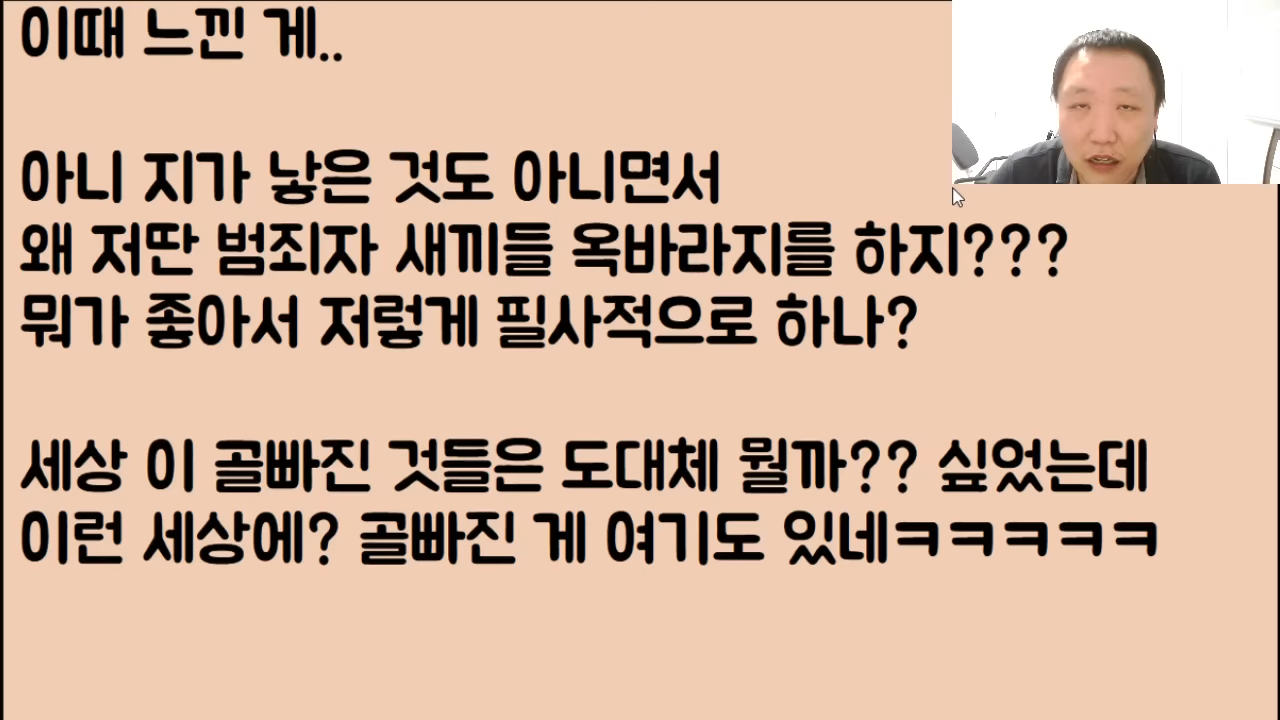 이때 느낀 게..
아니 지가 낳은 것도 아니면서
왜 저딴 범죄자 새끼들 옥바라지를 하지???
뭐가 좋아서 저렇게 필사적으로 하나?
세상 이 골빠진 것들은 도대체 뭘까?? 싶었는데
이런 세상에? 골빠진 게 여기도 있네ㅋㅋㅋㅋㅋ